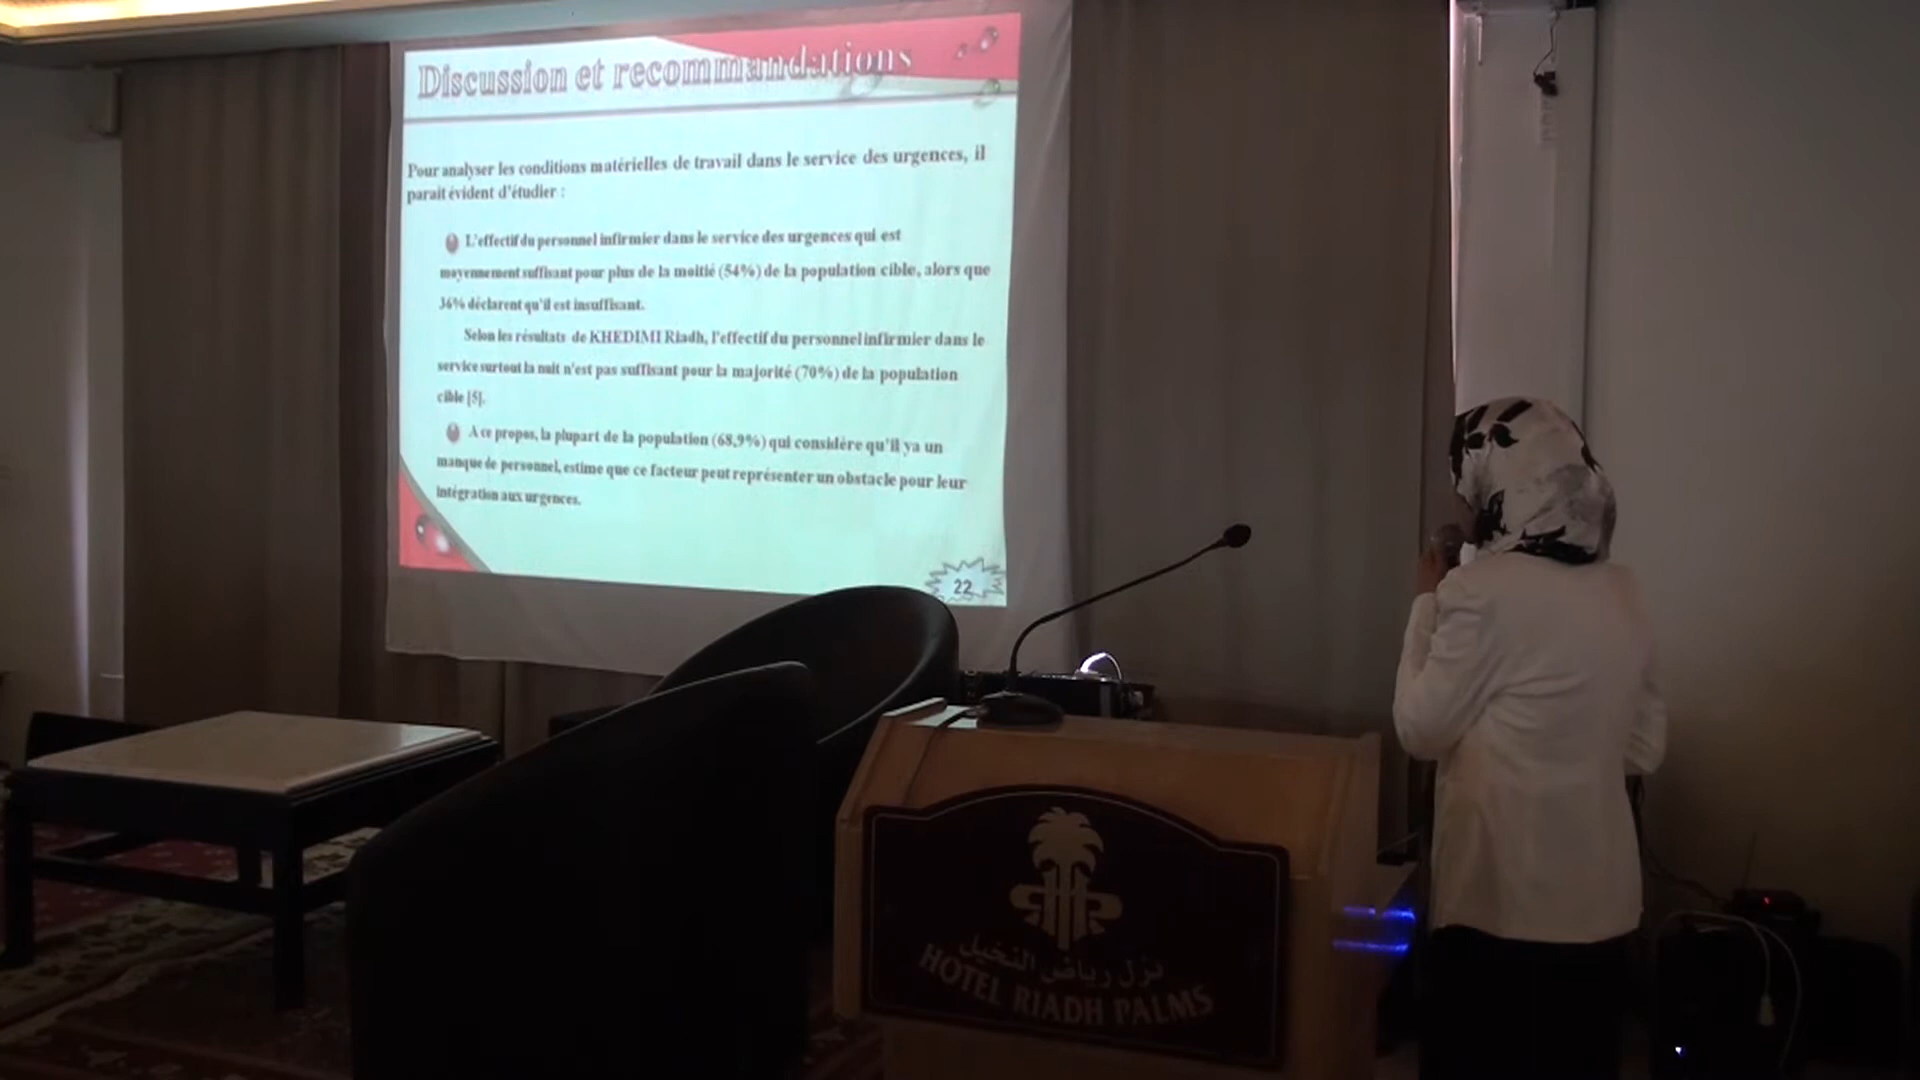 Discussion et recommandations
Pour analyser les conditions matérielles de travail dans le service des urgences, il
parait évident d'étudier :
L'effectif du personnel infirmier dans le service des urgences qui est
moyennement suffisant pour plus de la moitié (54%) de la population cible, alors que
36% déclarent qu'il est insuffisant.
Selon les résultats de KHEDIMI Riadh, l'effectif du personnel infirmier dans le
service surtout la nuit n'est pas suffisant pour la majorité (70%) de la population
cible [5].
A ce propos, la plupart de la population (68,9%) qui considère qu'il ya un
manque de personnel, estime que ce facteur peut représenter un obstacle pour leur
intégration aux urgences.
22
نزل رياض النخيل
HOTEL RIADH PALMS